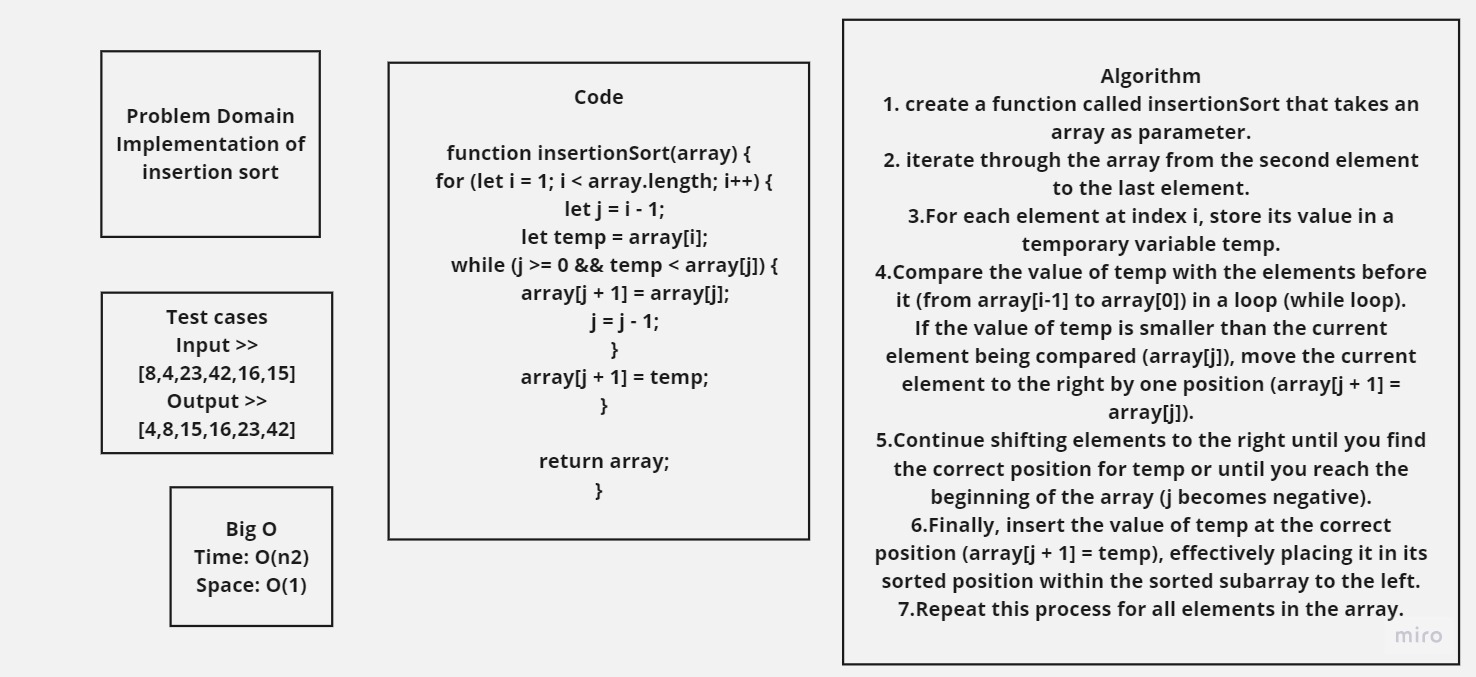 Problem Domain
Implementation of
insertion sort
Test cases
Input >>
[8,4,23,42,16,15]
Output >>
[4,8,15,16,23,42]
Big O
Time: O(n2)
Space: O(1)
Code
function insertionSort(array) {
for (let i = 1; i < array.length; i++) {
let j = i - 1;
let temp = array[i];
while (j >= 0 && temp < array[j]) {
array[j + 1] = array[j];
j = j - 1;
}
array[j + 1] = temp;
}
return array;
}
Algorithm
1. create a function called insertionSort that takes an
array as parameter.
2. iterate through the array from the second element
to the last element.
3.For each element at index i, store its value in a
temporary variable temp.
4.Compare the value of temp with the elements before
it (from array[i-1] to array[0]) in a loop (while loop).
If the value of temp is smaller than the current
element being compared (array[j]), move the current
element to the right by one position (array[j + 1] =
array[j]).
5.Continue shifting elements to the right until you find
the correct position for temp or until you reach the
beginning of the array (j becomes negative).
6.Finally, insert the value of temp at the correct
position (array[j + 1] = temp), effectively placing it in its
sorted position within the sorted subarray to the left.
7.Repeat this process for all elements in the array.
miro